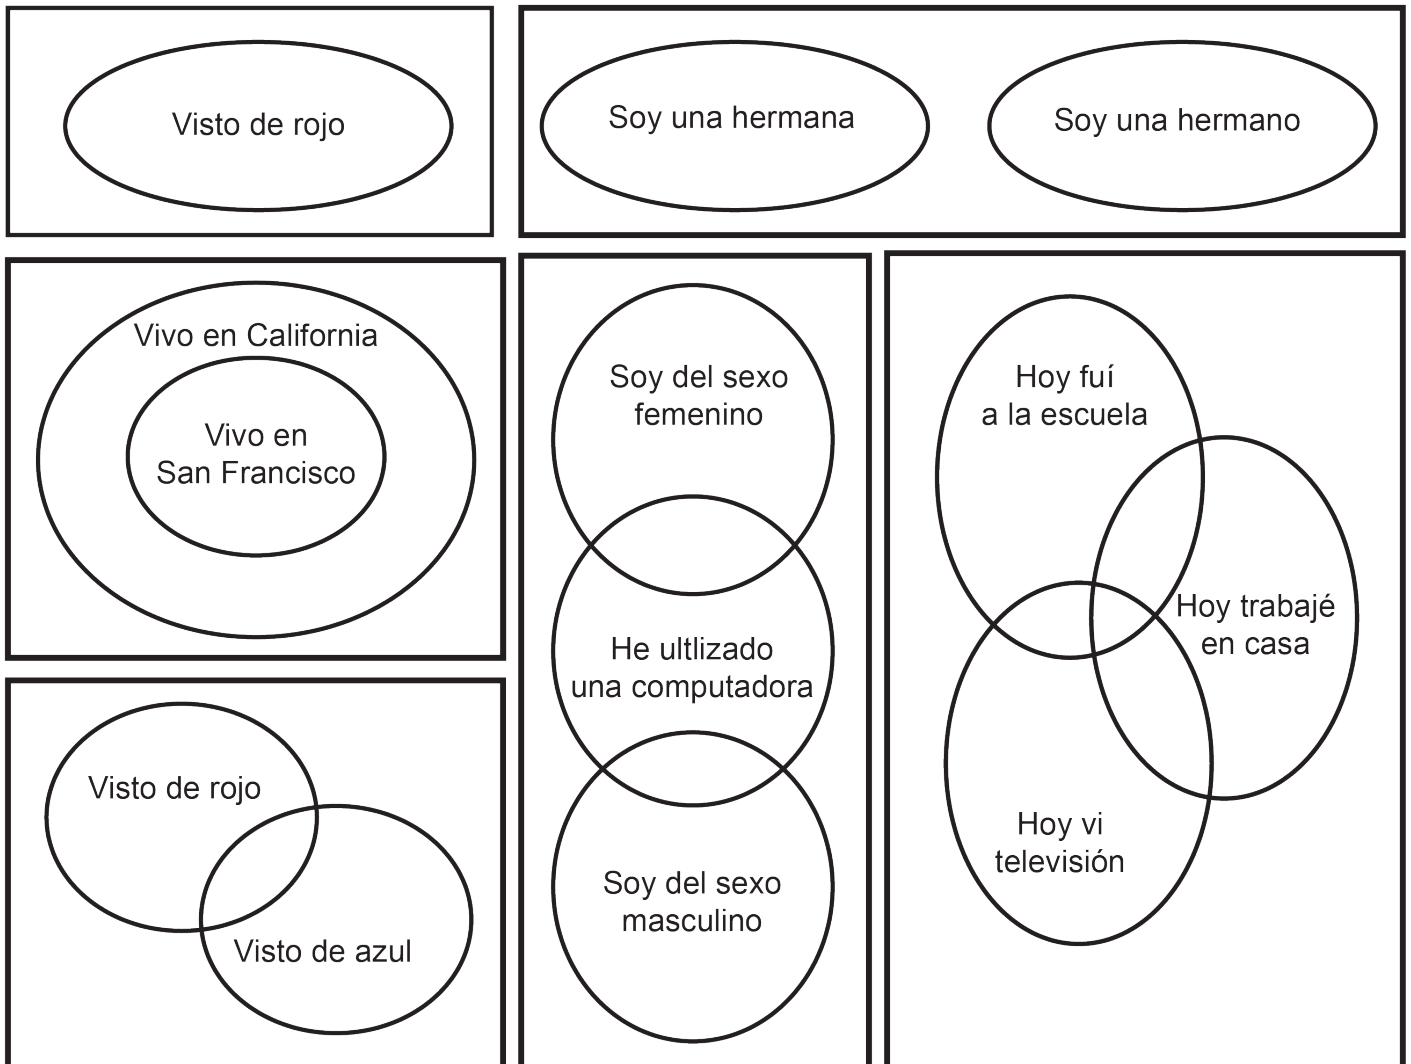 Visto de rojo
Soy una hermana
Soy una hermano
Vivo en California
Vivo en
San Francisco
Soy del sexo
femenino
He ultlizado
una computadora
Soy del sexo
masculino
Hoy fuí
a la escuela
Hoy trabajé
en casa
Hoy vi
televisión
Visto de rojo
Visto de azul